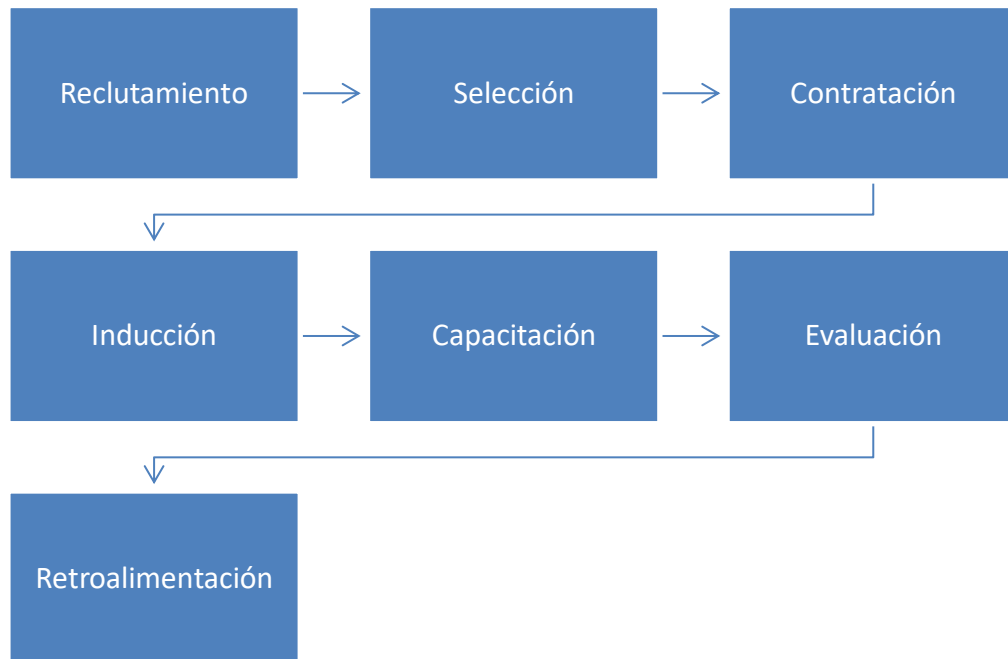 Reclutamiento
Selección
Contratación
Inducción
Capacitación
Evaluación
Retroalimentación